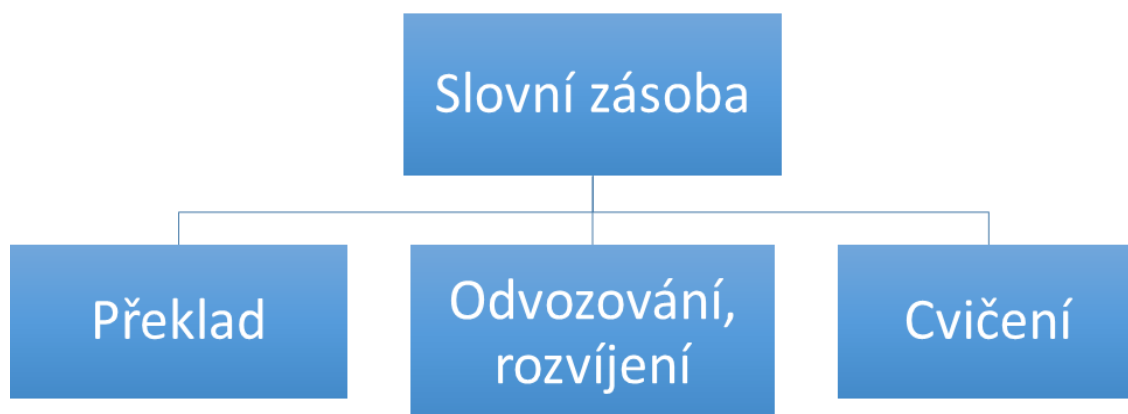 Slovní zásoba
Překlad
Odvozování,
rozvíjení
Cvičení